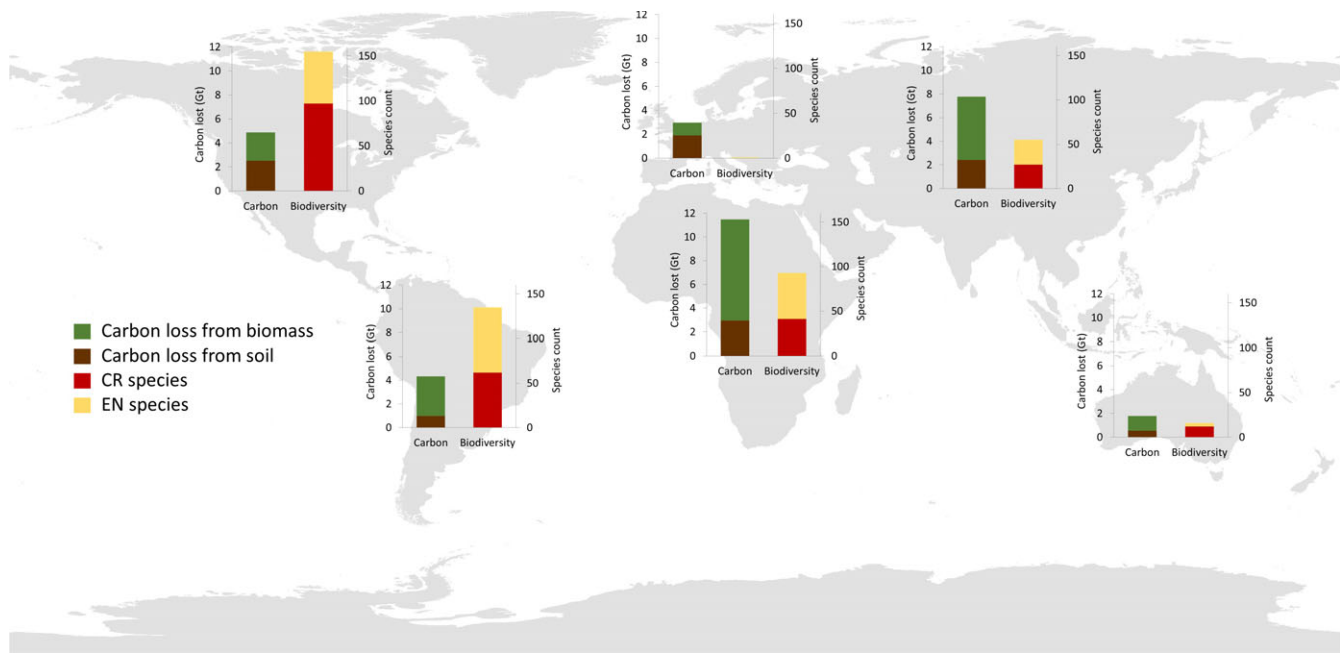 12
10
8
6
4
2
0
Carbon lost (Gt)
150
100
50
0
Species count
Carbon
Biodiversity
12
10
8
6
4
2
0
Carbon lost (Gt)
150
100
50
0
Species count
Carbon
Biodiversity
12
10
8
6
4
2
0
Carbon lost (Gt)
150
100
50
0
Species count
Carbon
Biodiversity
12
10
8
6
4
2
0
Carbon lost (Gt)
150
100
50
0
Species count
Carbon
Biodiversity
12
10
8
6
4
2
0
Carbon lost (Gt)
150
100
50
0
Species count
Carbon
Biodiversity
12
10
8
6
4
2
0
Carbon lost (Gt)
150
100
50
0
Species count
Carbon
Biodiversity
Carbon loss from biomass
Carbon loss from soil
CR species
EN species